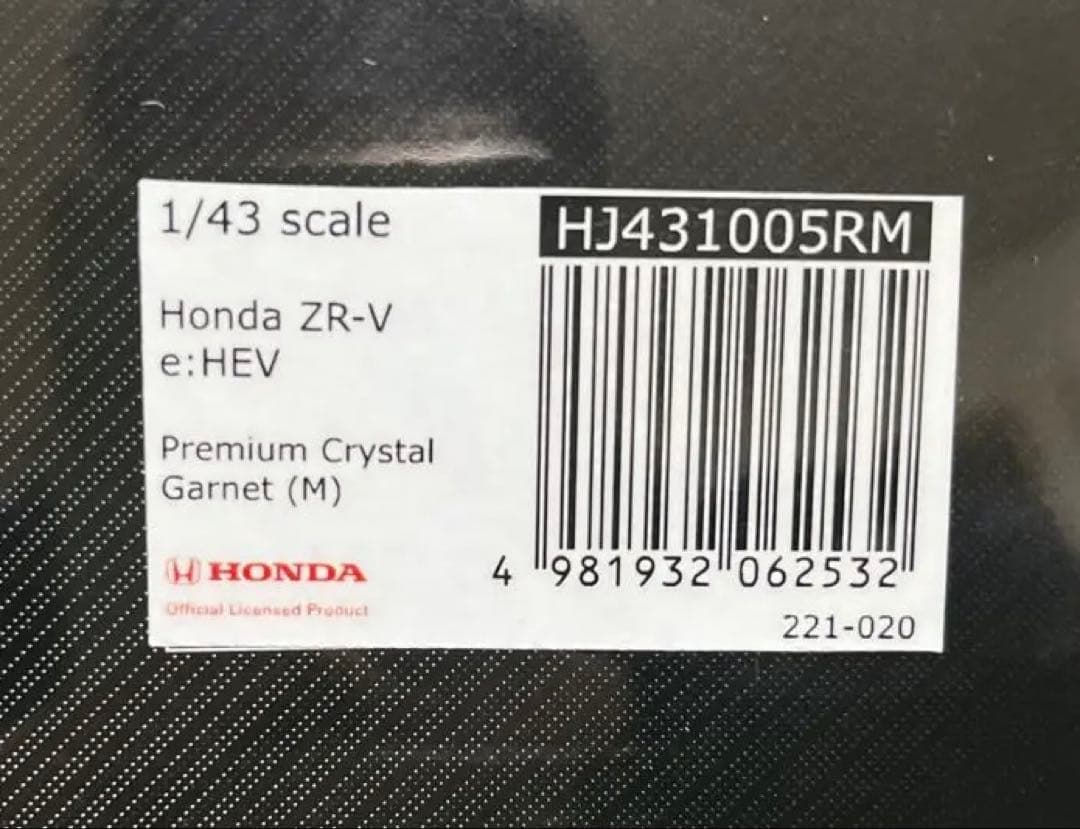 1/43 scale
HJ431005RM
Honda ZR-V
e:HEV
Premium Crystal
Garnet (M)
HONDA
Official Licensed Product
4 981932 062532
221-020